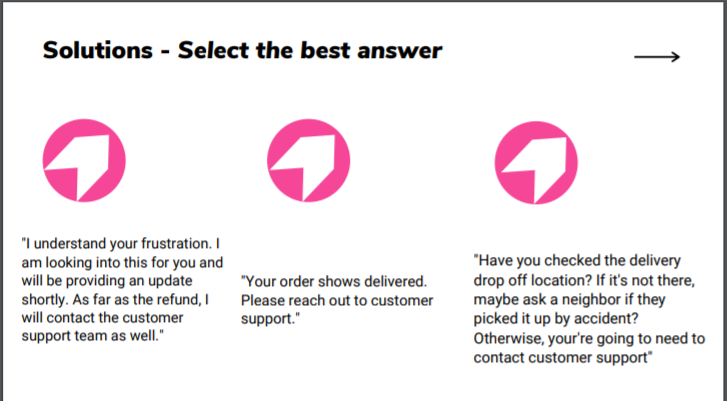 Solutions - Select the best answer
"I understand your frustration. I
am looking into this for you and
will be providing an update
shortly. As far as the refund, I
will contact the customer
support team as well."
"Your order shows delivered.
Please reach out to customer
support."
"Have you checked the delivery
drop off location? If it's not there,
maybe ask a neighbor if they
picked it up by accident?
Otherwise, your're going to need to
contact customer support"